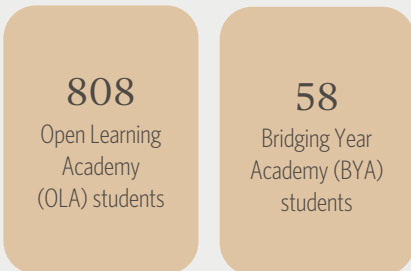 808
Open Learning
Academy
(OLA) students
58
Bridging Year
Academy (BYA)
students